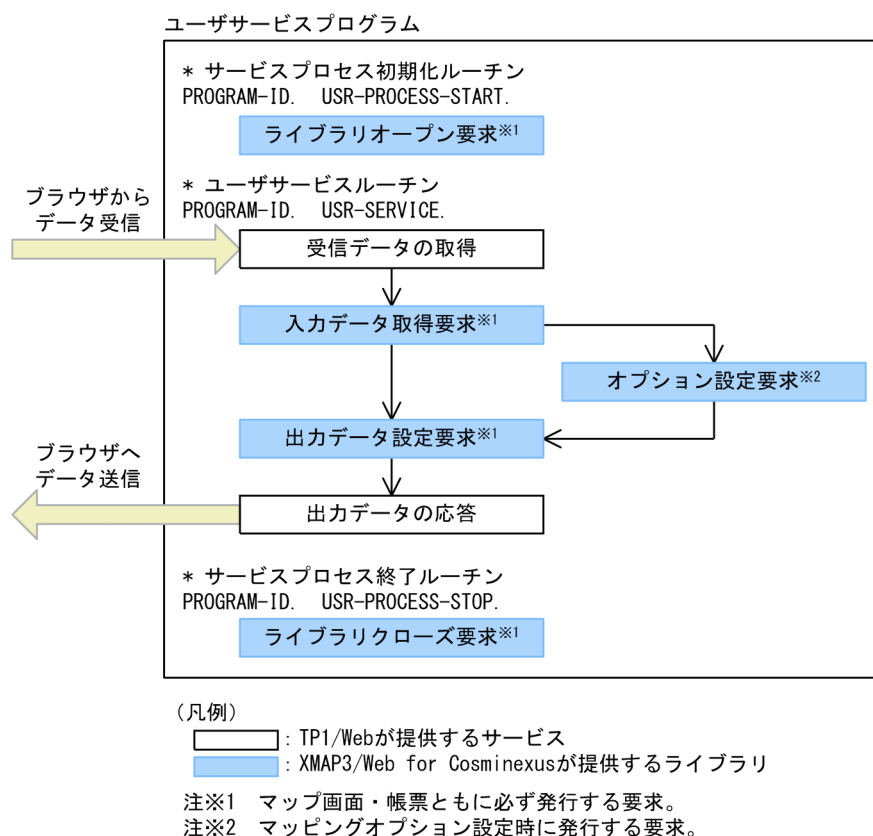 ユーザサービスプログラム
* サービスプロセス初期化ルーチン
PROGRAM-ID. USR-PROCESS-START.
ライブラリオープン要求※1
* ユーザサービスルーチン
PROGRAM-ID. USR-SERVICE.
ブラウザから
データ受信
受信データの取得
入力データ取得要求※1
オプション設定要求※2
出力データ設定要求※1
ブラウザへ
データ送信
出力データの応答
* サービスプロセス終了ルーチン
PROGRAM-ID. USR-PROCESS-STOP.
ライブラリクローズ要求※1
(凡例)
: TP1/Webが提供するサービス
: XMAP3/Web for Cosminexusが提供するライブラリ
注※1 マップ画面・帳票ともに必ず発行する要求。
注※2 マッピングオプション設定時に発行する要求。